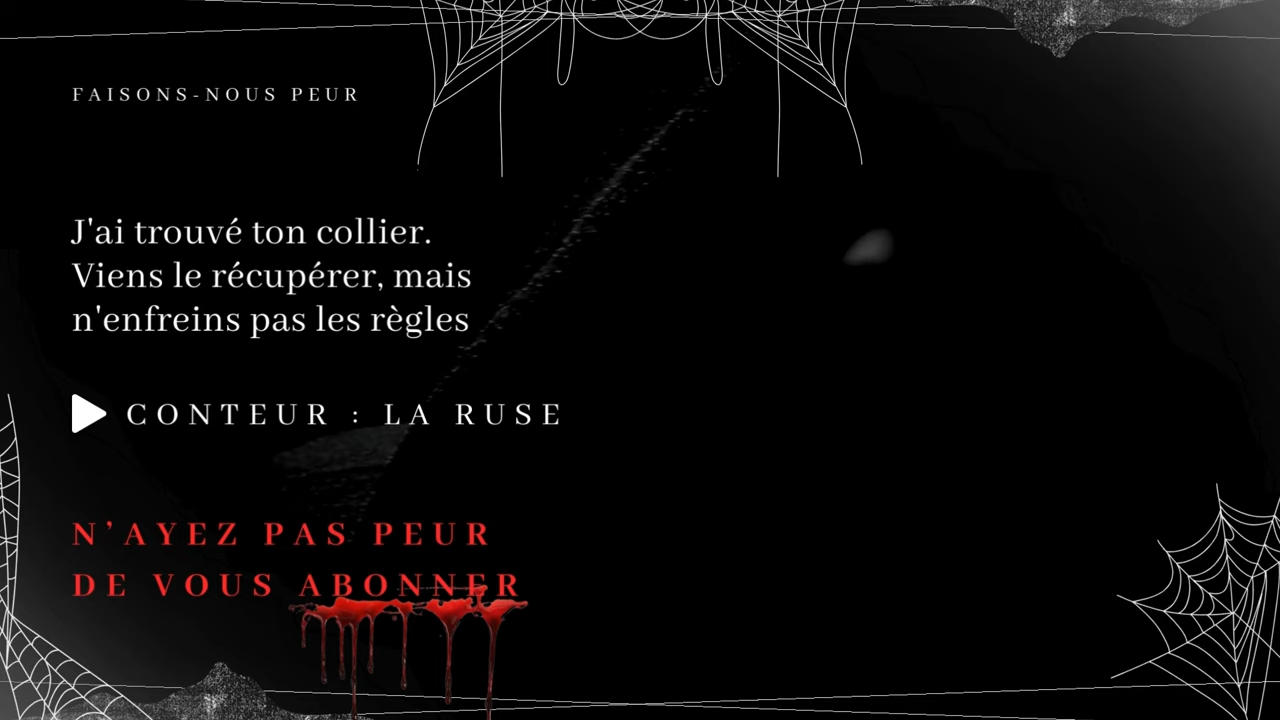 FAISONS-NOUS PEUR
J'ai trouvé ton collier.
Viens le récupérer, mais
n'enfreins pas les règles
CONTEUR : LA RUSE
N’AYEZ PAS PEUR
DE VOUS ABONNER